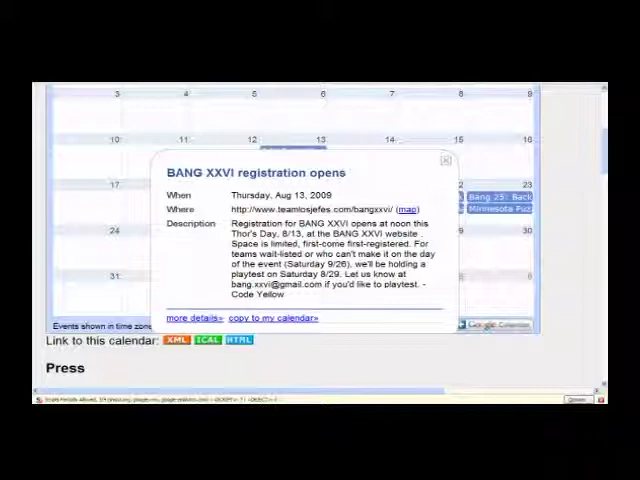 3 4 5 6 7 8 9
10 11 12 13 14 15 16
BANG XXVI registration opens
When Thursday, Aug 13, 2009
Where http://www.teamlosjefes.com/bangxxvi/ (map)
Description Registration for BANG XXVI opens at noon this
Thor's Day, 8/13, at the BANG XXVI website .
Space is limited, first-come first-registered. For
teams wait-listed or who can't make it on the day
of the event (Saturday 9/26), we'll be holding a
playtest on Saturday 8/29. Let us know at
bang.xxvi@gmail.com if you'd like to playtest. -
Code Yellow
more details» copy to my calendar»
17 2 23
Bang 25: Back
Minnesota Puz
24 29 30
31
Events shown in time zone
Google Calendar
Link to this calendar: XML ICAL HTML
Press